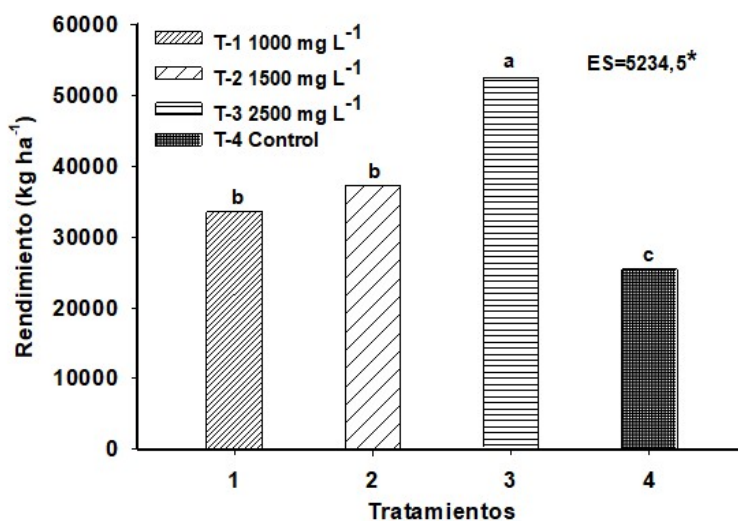 60000
50000
40000
30000
20000
10000
0
Rendimiento (kg ha⁻¹)
T-1 1000 mg L⁻¹
T-2 1500 mg L⁻¹
T-3 2500 mg L⁻¹
T-4 Control
ES=5234,5*
b
b
a
c
1 2 3 4
Tratamientos